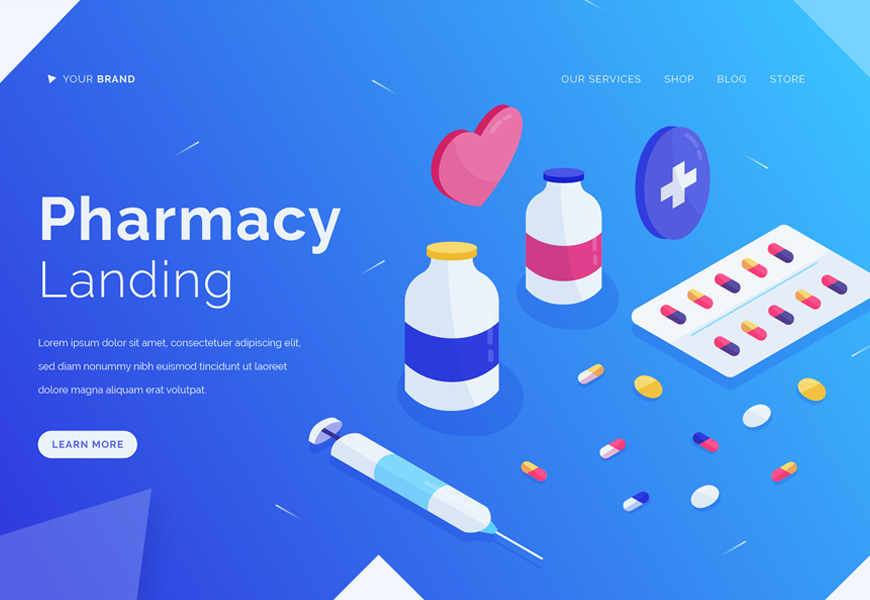 YOUR BRAND
OUR SERVICES SHOP BLOG STORE
Pharmacy
Landing
Lorem ipsum dolor sit amet, consectetuer adipiscing elit,
sed diam nonummy nibh euismod tincidunt ut laoreet
dolore magna aliquam erat volutpat.
LEARN MORE